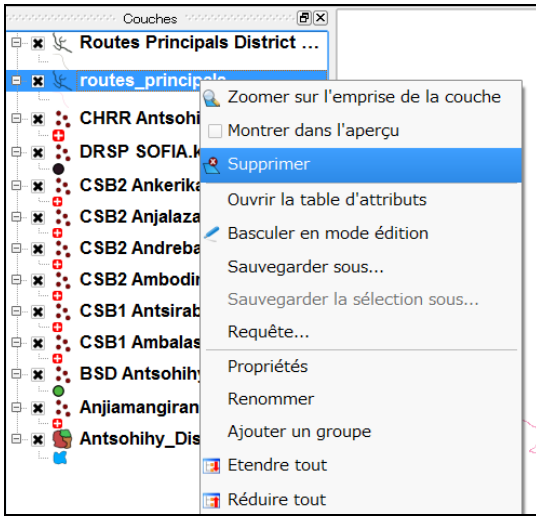 Couches
Routes Principals District ...
routes_principals
CHRR Antsohi
DRSP SOFIA.k
CSB2 Ankerika
CSB2 Anjalaza
CSB2 Andreba
CSB2 Ambodir
CSB1 Antsirab
CSB1 Ambalas
BSD Antsohihy
Anjiamangiran
Antsohihy_Dis
Zoomer sur l'emprise de la couche
Montrer dans l'aperçu
Supprimer
Ouvrir la table d'attributs
Basculer en mode édition
Sauvegarder sous...
Sauvegarder la sélection sous...
Requête...
Propriétés
Renommer
Ajouter un groupe
Etendre tout
Réduire tout